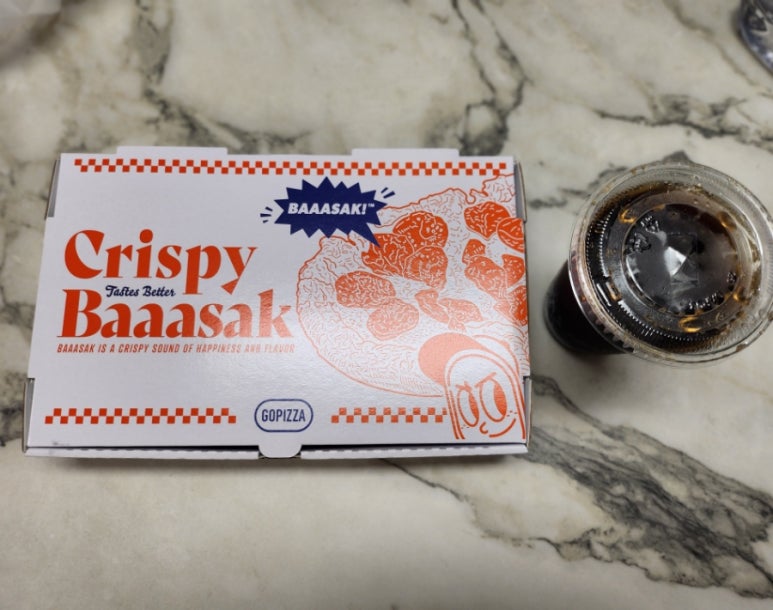 BAAASAK!™
Crispy
Tastes Better
Baaasak
BAAASAK IS A CRISPY SOUND OF HAPPINESS AND FLAVOR
GOPIZZA